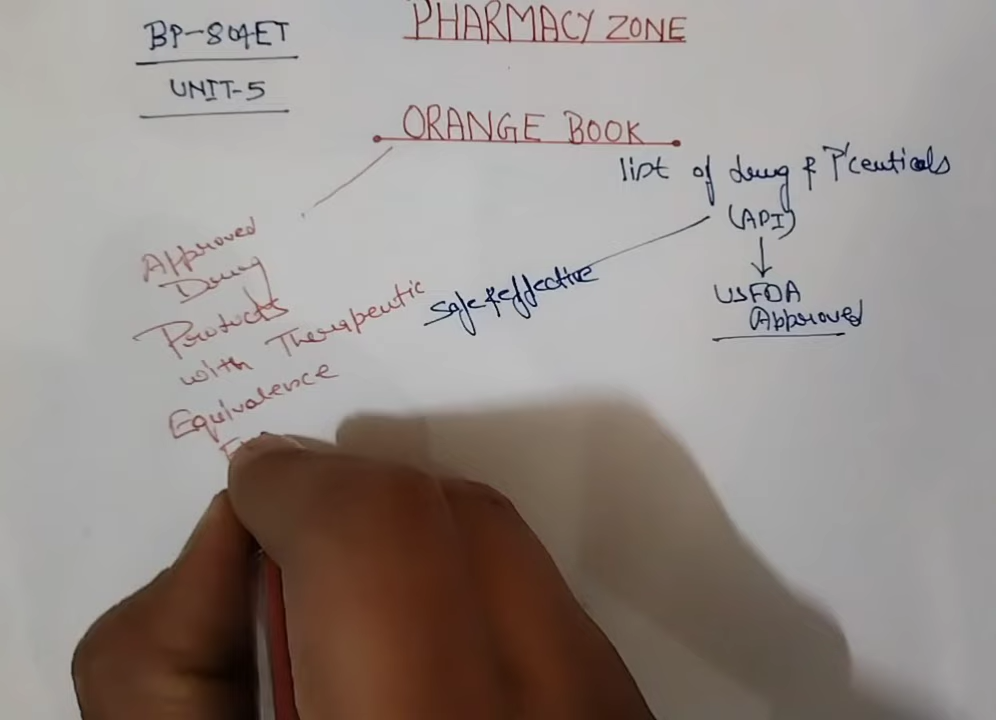 BP-804ET
UNIT-5
PHARMACY ZONE
ORANGE BOOK
list of drug & P'ceuticals
(API)
↓
USFDA
Approved
safe & effective
Approved
Drug
Products
with Therapeutic
Equivalence